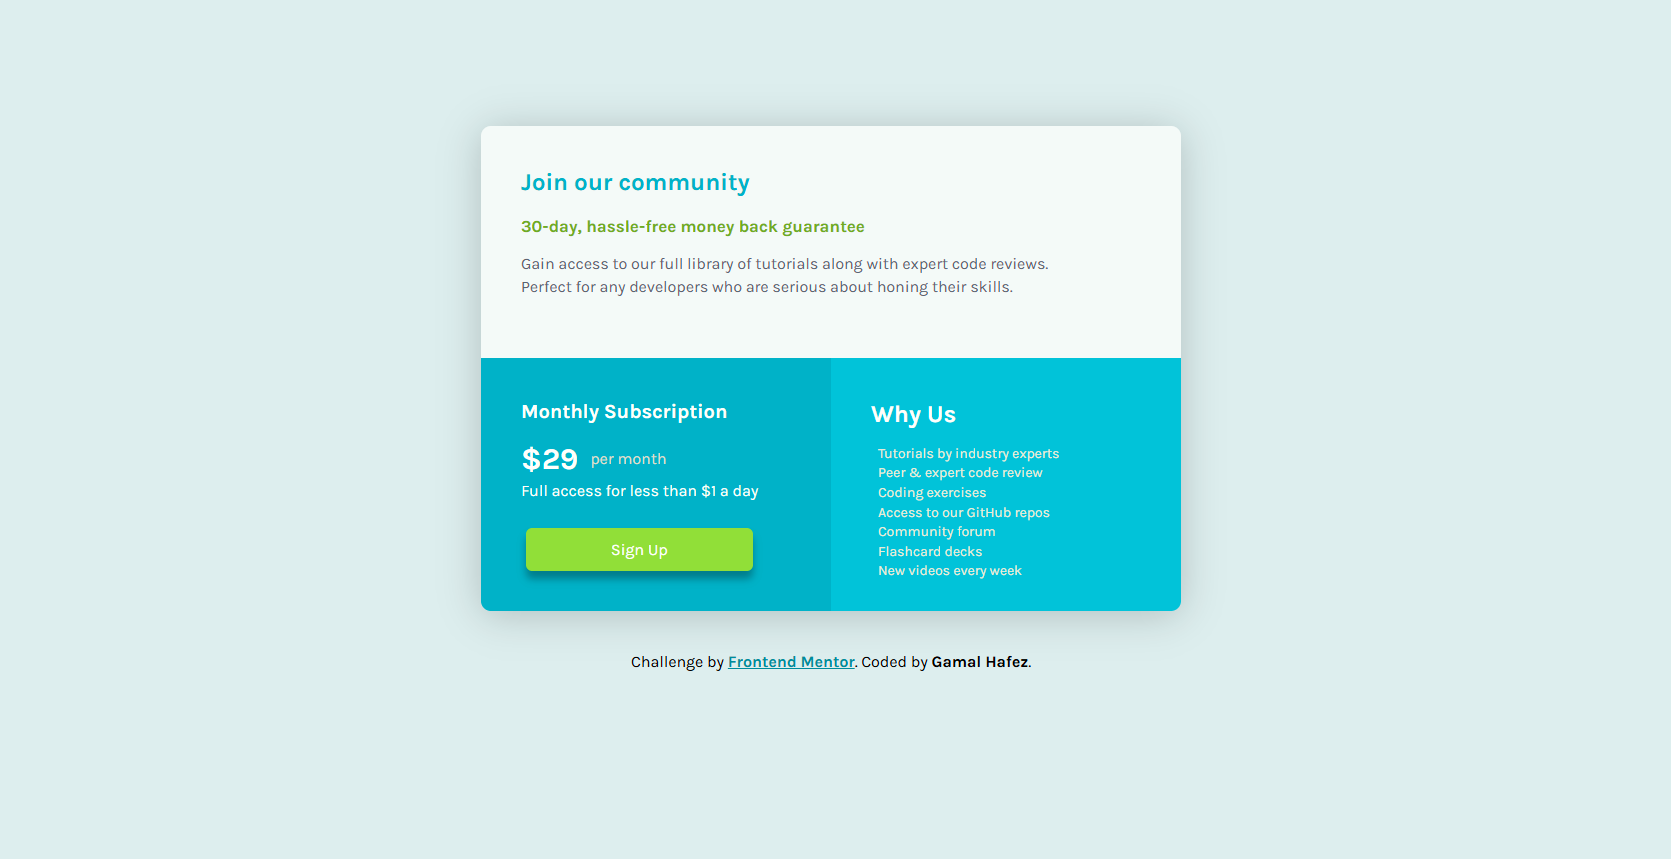 Join our community
30-day, hassle-free money back guarantee
Gain access to our full library of tutorials along with expert code reviews.
Perfect for any developers who are serious about honing their skills.
Monthly Subscription
$29 per month
Full access for less than $1 a day
Sign Up
Why Us
Tutorials by industry experts
Peer & expert code review
Coding exercises
Access to our GitHub repos
Community forum
Flashcard decks
New videos every week
Challenge by Frontend Mentor. Coded by Gamal Hafez.